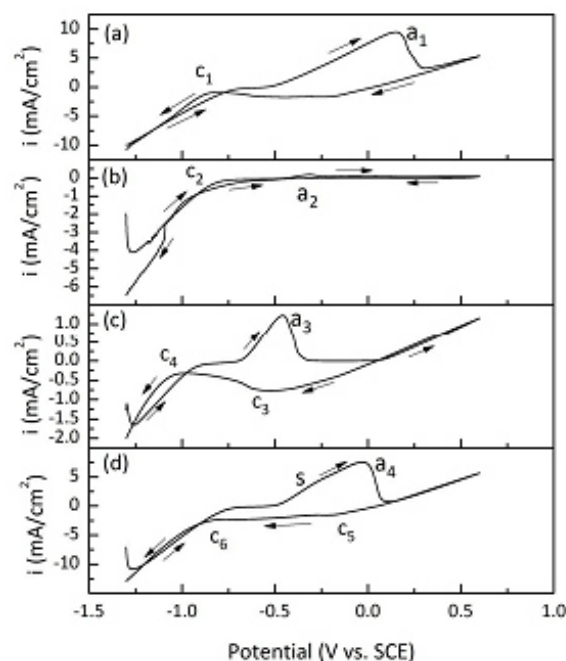 (a)
10
5
0
-5
-10
i (mA/cm²)
c₁
a₁
(b)
0
-1
-2
-3
-4
-5
-6
i (mA/cm²)
c₂
a₂
(c)
1.0
0.5
0.0
-0.5
-1.0
-1.5
-2.0
i (mA/cm²)
a₃
c₄
c₃
(d)
5
0
-5
-10
i (mA/cm²)
s
a₄
c₆
c₅
-1.5 -1.0 -0.5 0.0 0.5 1.0
Potential (V vs. SCE)